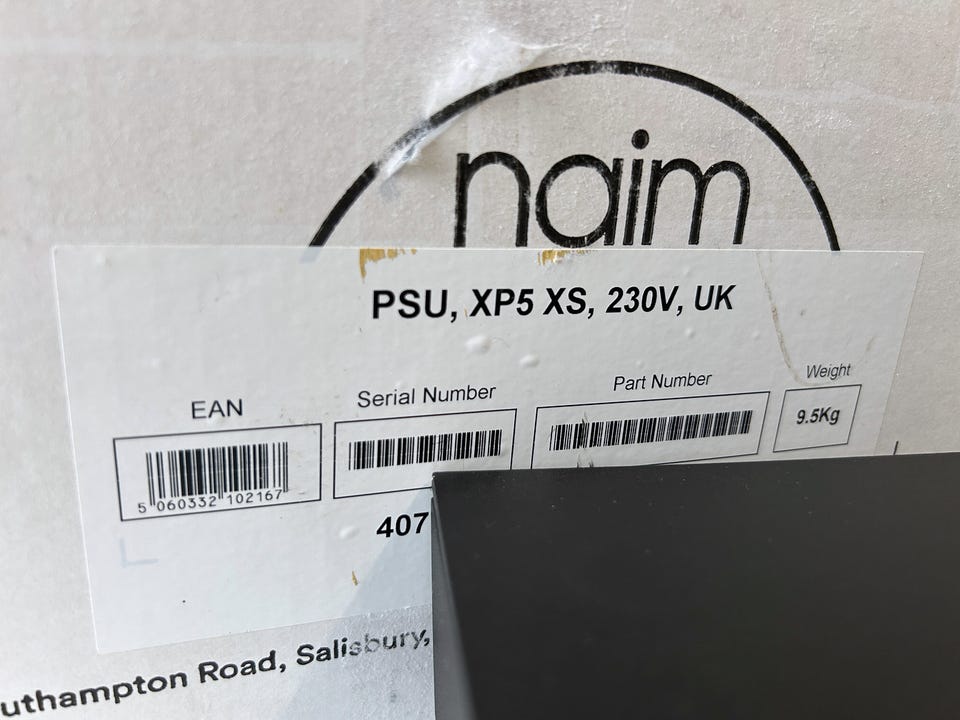 naim
PSU, XP5 XS, 230V, UK
EAN
Serial Number
Part Number
Weight
9.5Kg
5 060332 102167
407
uthampton Road, Salisbury,